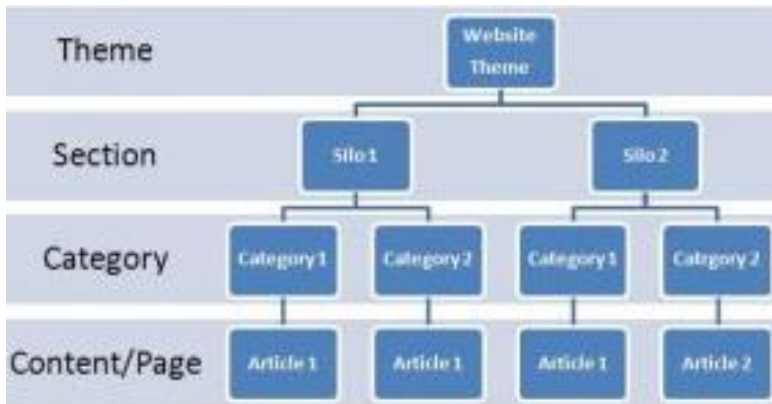 Theme
Website
Theme
Section
Silo 1
Silo 2
Category
Category 1
Category 2
Category 1
Catrgory 2
Content/Page
Article 1
Article 1
Article 1
Article 2